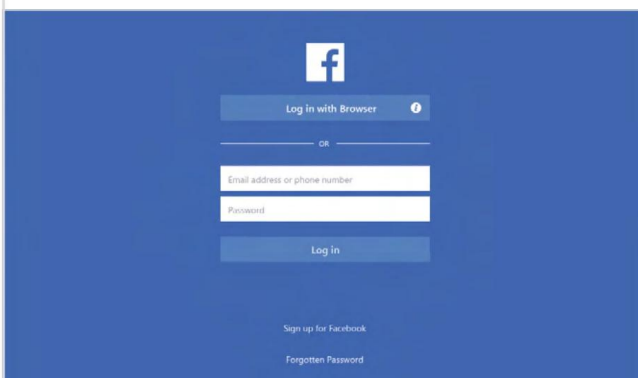 f
Log in with Browser i
OR
Email address or phone number
Password
Log in
Sign up for Facebook
Forgotten Password